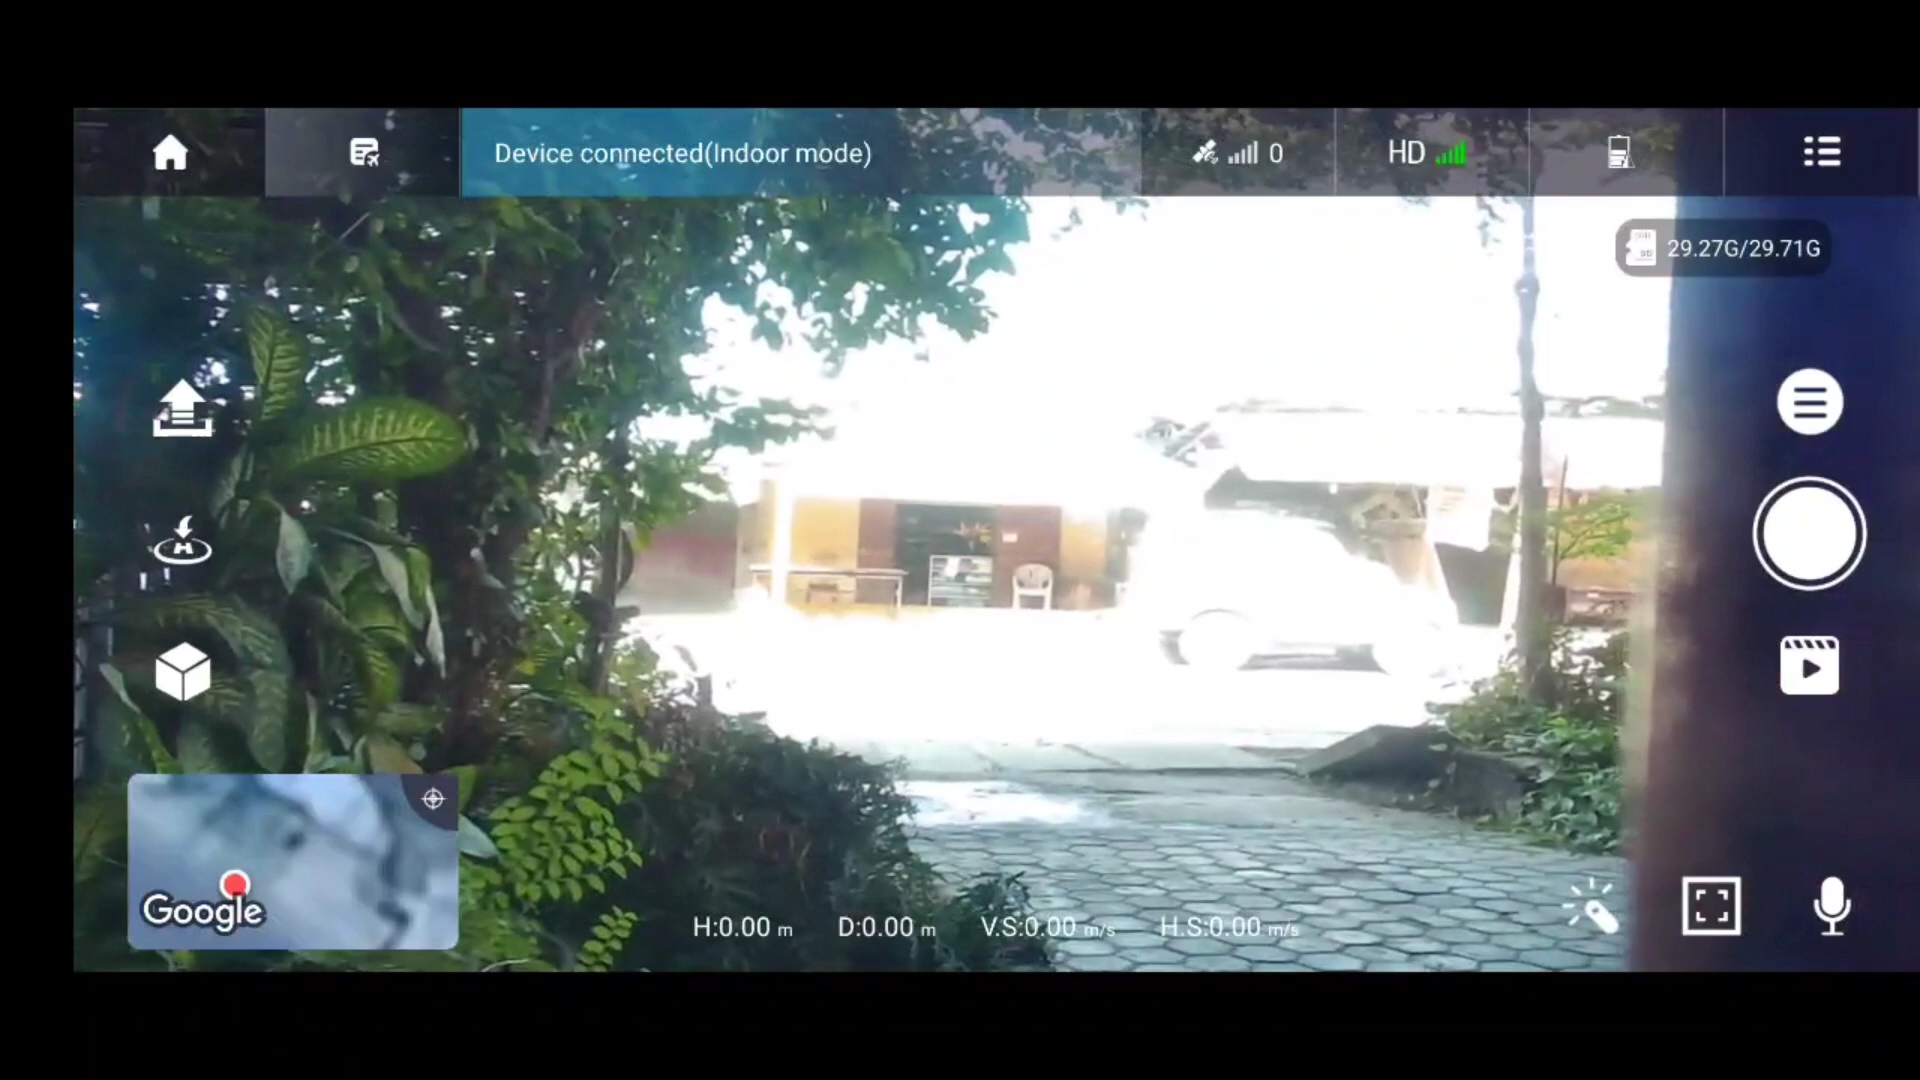 Device connected(Indoor mode)
0
HD
29.27G/29.71G
Google
H:0.00 m D:0.00 m V.S:0.00 m/s H.S:0.00 m/s